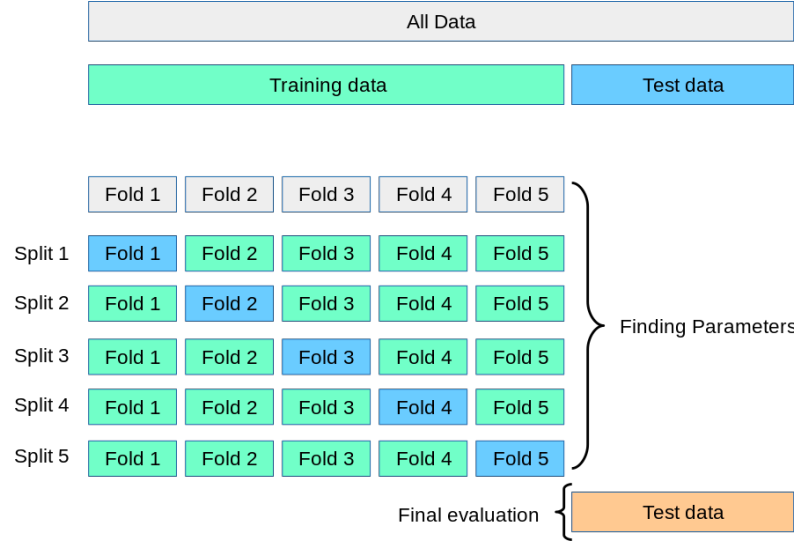 All Data
Training data Test data
Fold 1 Fold 2 Fold 3 Fold 4 Fold 5
Split 1 Fold 1 Fold 2 Fold 3 Fold 4 Fold 5
Split 2 Fold 1 Fold 2 Fold 3 Fold 4 Fold 5
Finding Parameters
Split 3 Fold 1 Fold 2 Fold 3 Fold 4 Fold 5
Split 4 Fold 1 Fold 2 Fold 3 Fold 4 Fold 5
Split 5 Fold 1 Fold 2 Fold 3 Fold 4 Fold 5
Final evaluation Test data